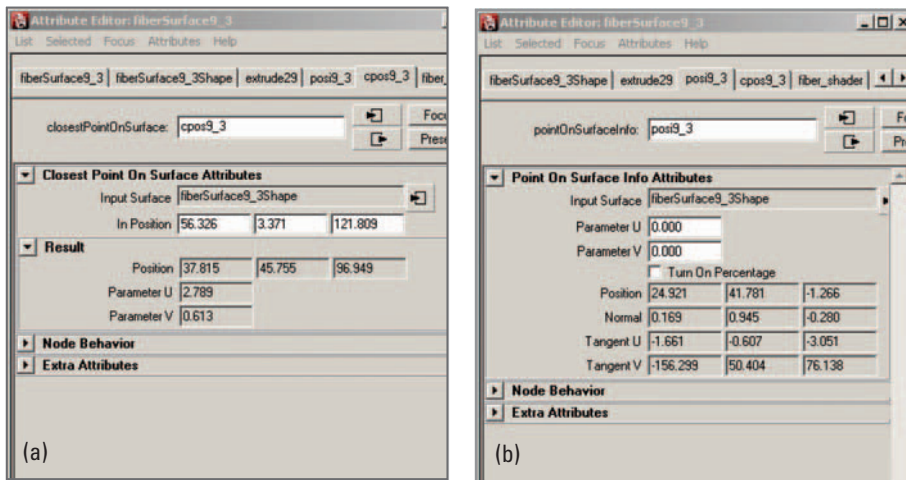 Attribute Editor: fiberSurface9_3
List Selected Focus Attributes Help
fiberSurface9_3 fiberSurface9_3Shape extrude29 posi9_3 cpos9_3 fiber_
closestPointOnSurface: cpos9_3
Focu
Prese
Closest Point On Surface Attributes
Input Surface fiberSurface9_3Shape
In Position 56.326 3.371 121.809
Result
Position 37.815 45.755 96.949
Parameter U 2.789
Parameter V 0.613
Node Behavior
Extra Attributes
(a)
Attribute Editor: fiberSurface9_3
List Selected Focus Attributes Help
fiberSurface9_3Shape extrude29 posi9_3 cpos9_3 fiber_shader
pointOnSurfaceInfo: posi9_3
Fo
Pr
Point On Surface Info Attributes
Input Surface fiberSurface9_3Shape
Parameter U 0.000
Parameter V 0.000
Turn On Percentage
Position 24.921 41.781 -1.266
Normal 0.169 0.945 -0.280
Tangent U -1.661 -0.607 -3.051
Tangent V -156.299 50.404 76.138
Node Behavior
Extra Attributes
(b)